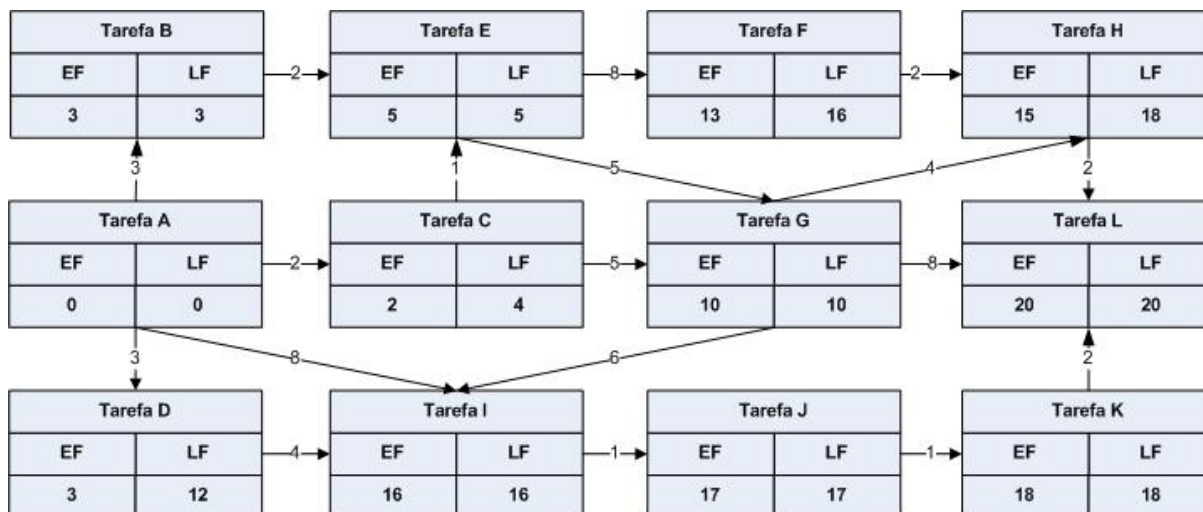 Tarefa B Tarefa E Tarefa F Tarefa H
EF LF 2 EF LF 8 EF LF 2 EF LF
3 3 5 5 13 16 15 18
3 1 5 4 2
Tarefa A Tarefa C Tarefa G Tarefa L
EF LF 2 EF LF 5 EF LF 8 EF LF
0 0 2 4 10 10 20 20
3 8 6 2
Tarefa D Tarefa I Tarefa J Tarefa K
EF LF 4 EF LF 1 EF LF 1 EF LF
3 12 16 16 17 17 18 18